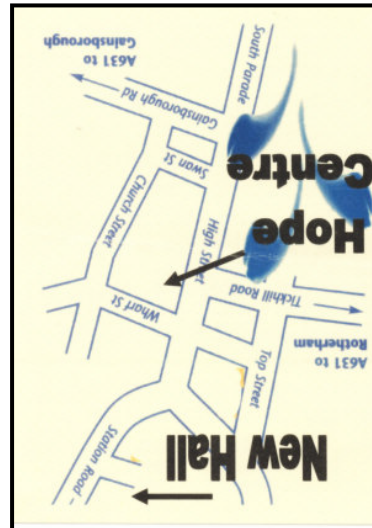 New Hall
Station Road
Top Street
A631 to
Rotherham
Wharf St
Tickhill Road
High Street
Hope
Centre
Church Street
Swan St
Gainsborough Rd
South Parade
A631 to
Gainsborough